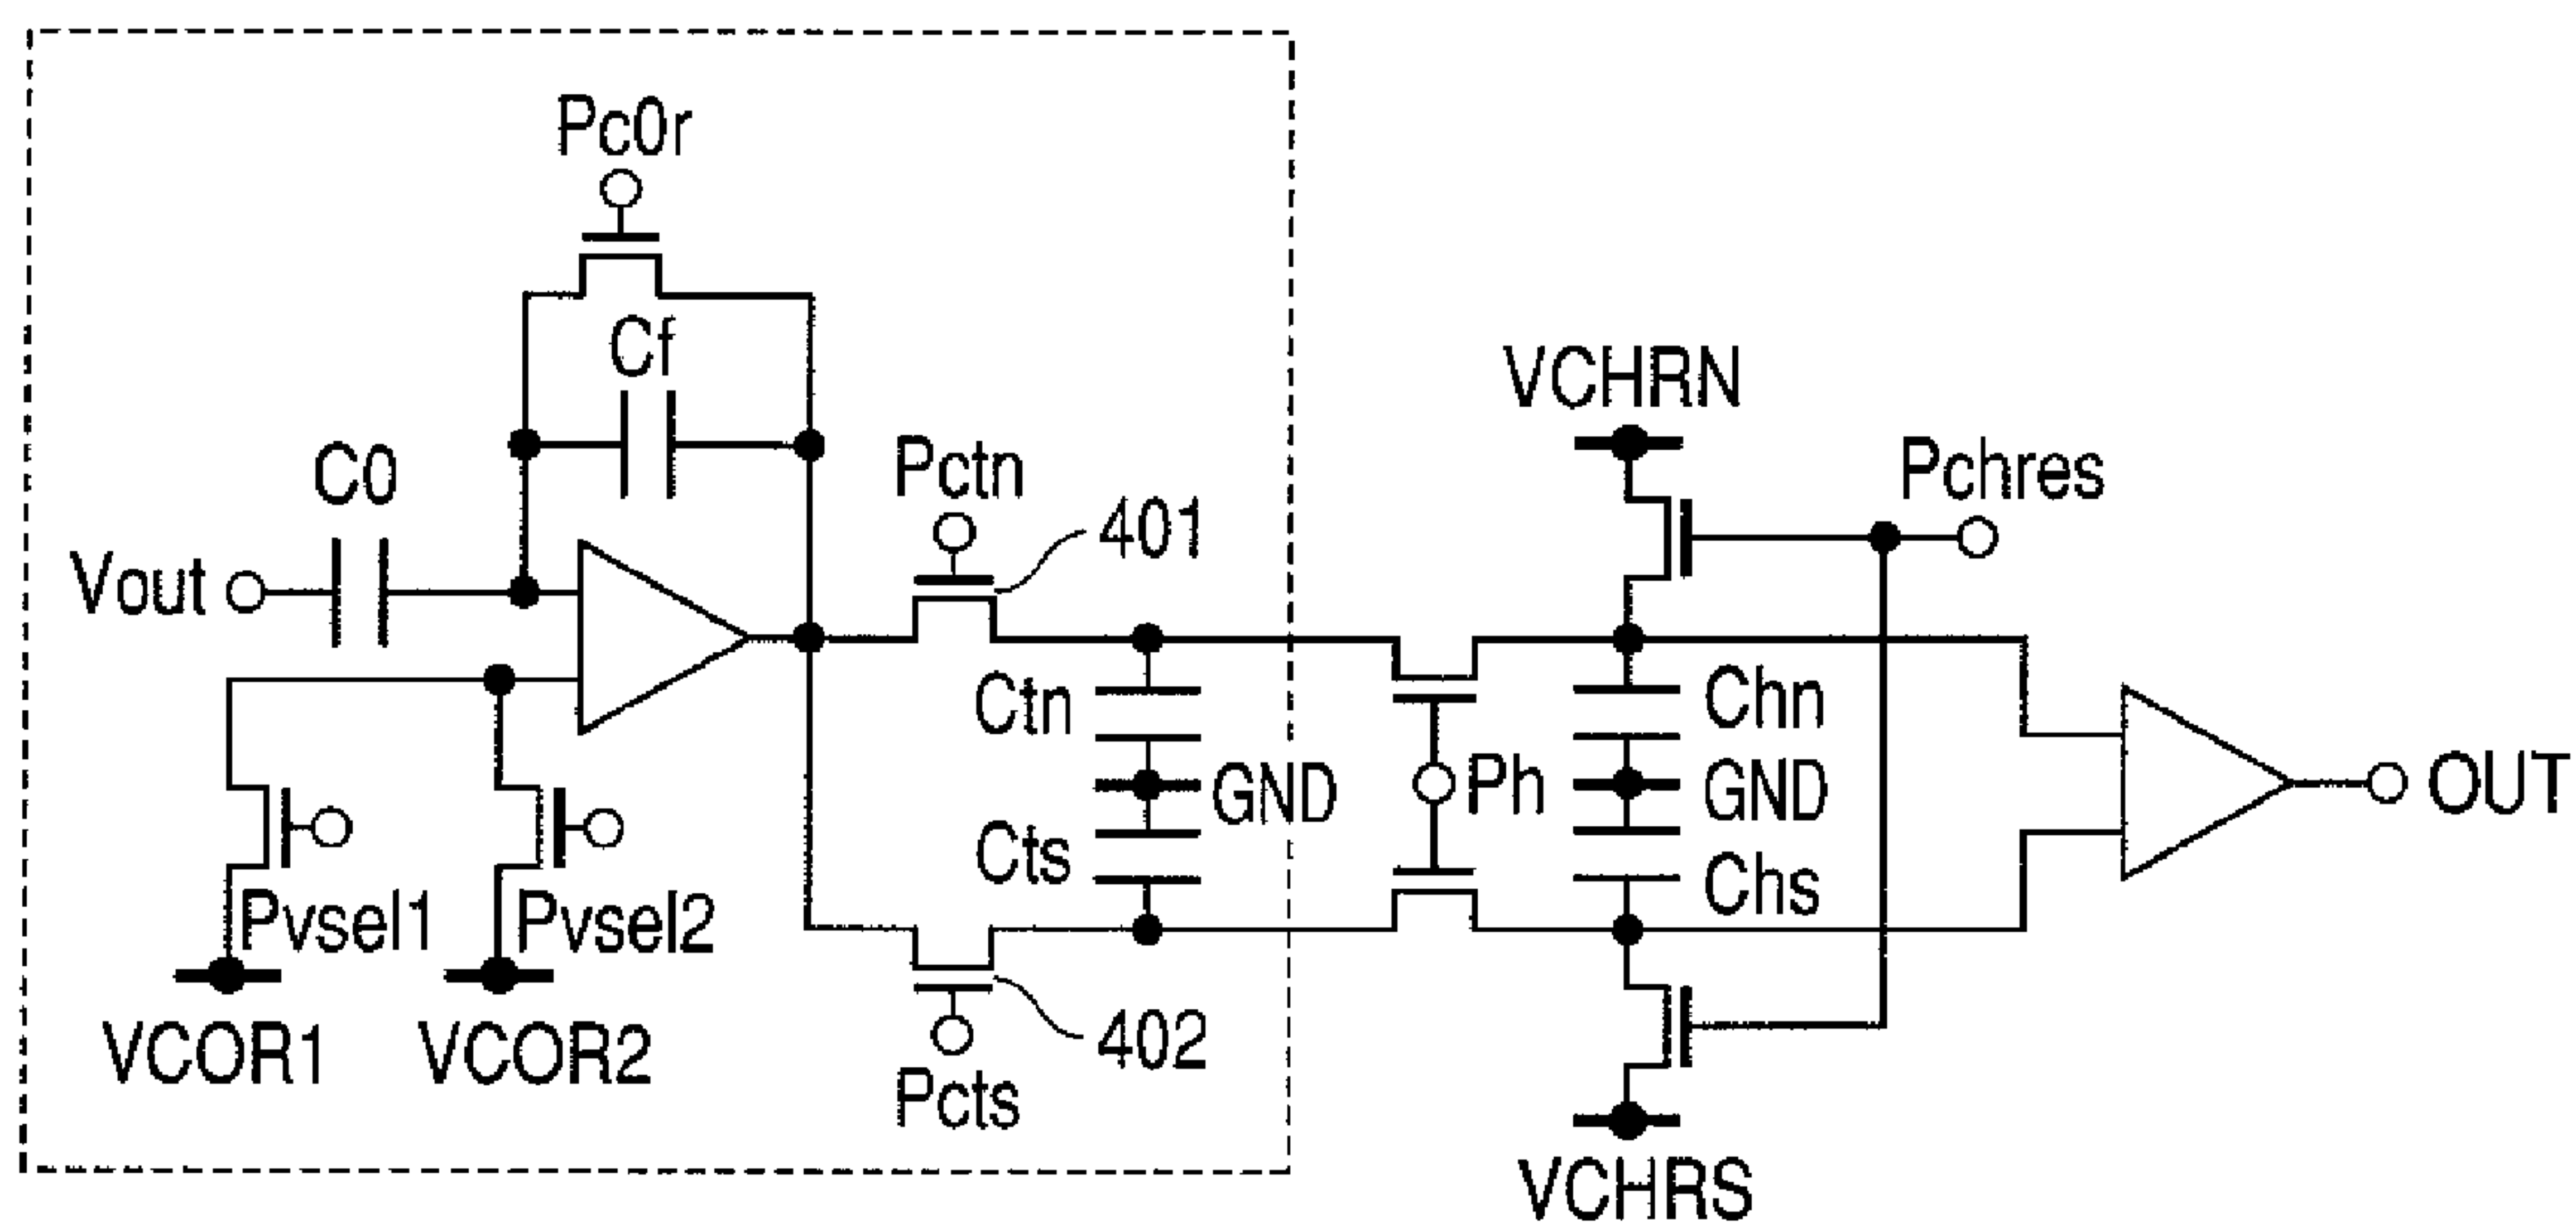 Pc0r
Cf
VCHRN
C0
Pctn
Pchres
401
Vout
Ctn
Chn
GND
Ph
GND
OUT
Cts
Chs
Pvsel1
Pvsel2
VCOR1
VCOR2
402
Pcts
VCHRS